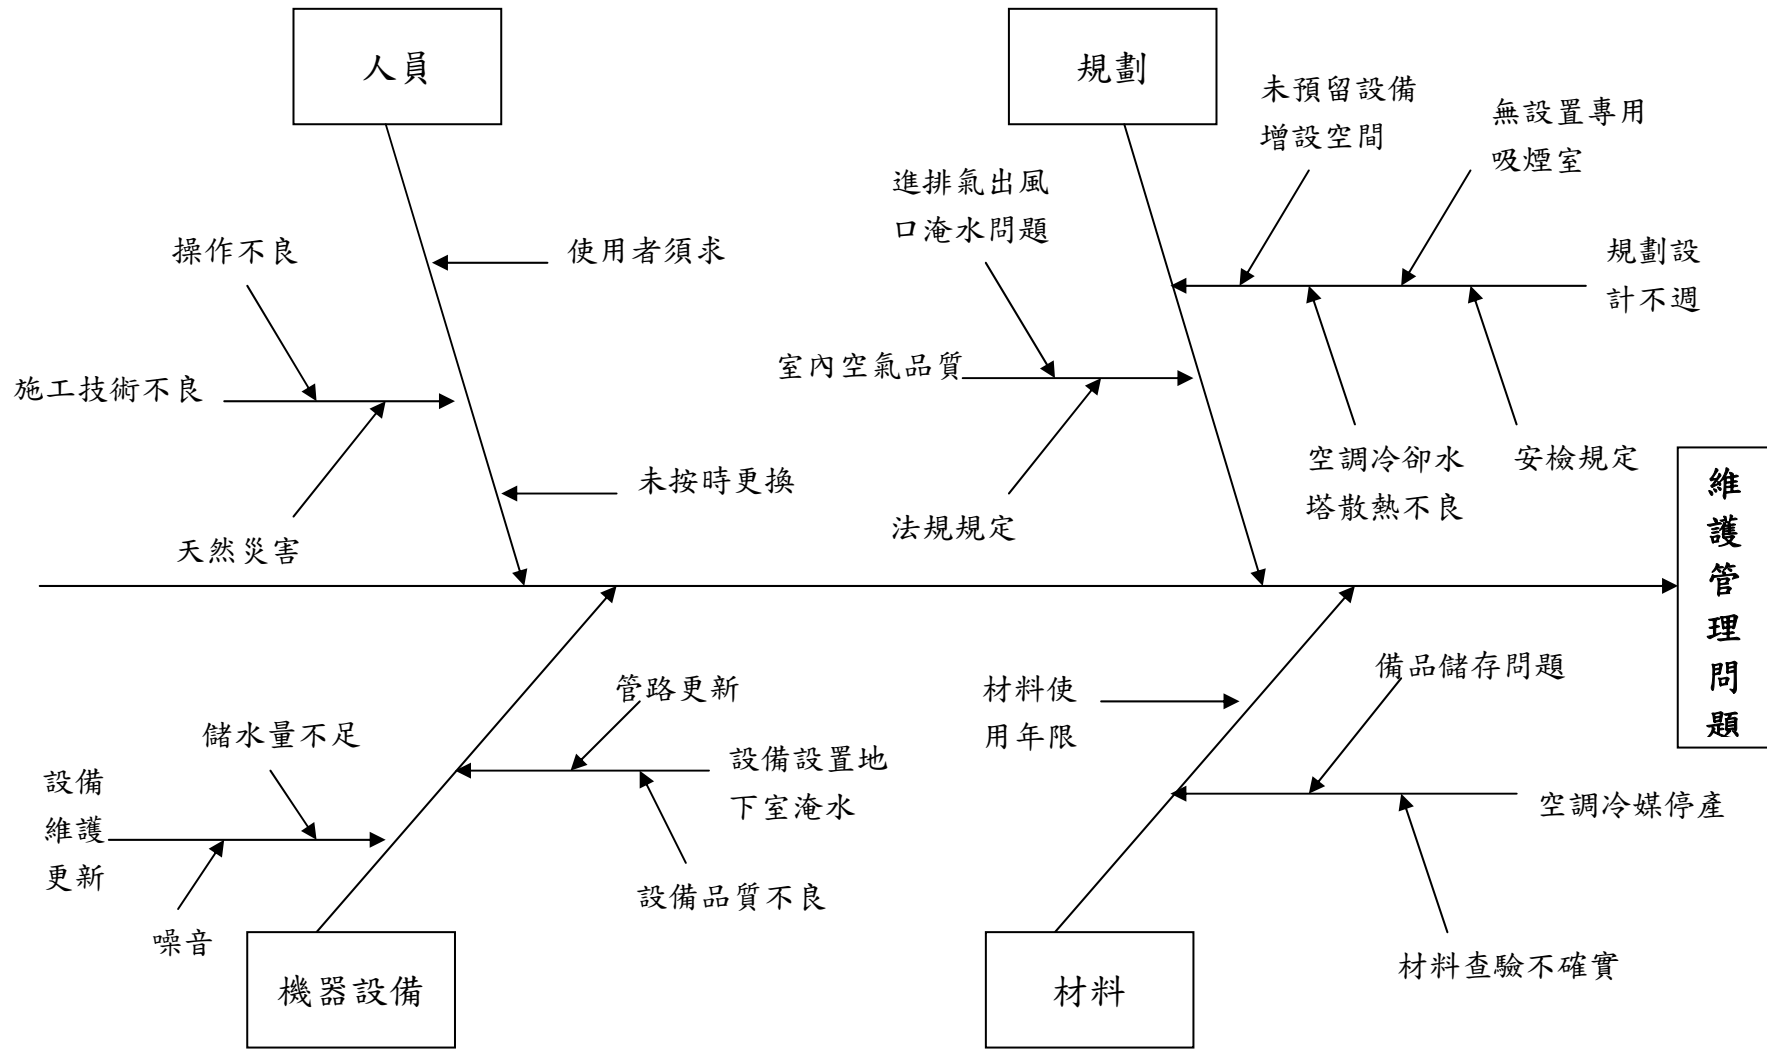 人員
規劃
未預留設備
增設空間
無設置專用
吸煙室
進排氣出風
口淹水問題
操作不良
使用者須求
規劃設
計不週
施工技術不良
室內空氣品質
空調冷卻水
塔散熱不良
安檢規定
未按時更換
法規規定
天然災害
維
護
管
理
問
題
管路更新
儲水量不足
設備
維護
更新
設備設置地
下室淹水
設備品質不良
噪音
機器設備
材料使
用年限
備品儲存問題
空調冷媒停產
材料查驗不確實
材料